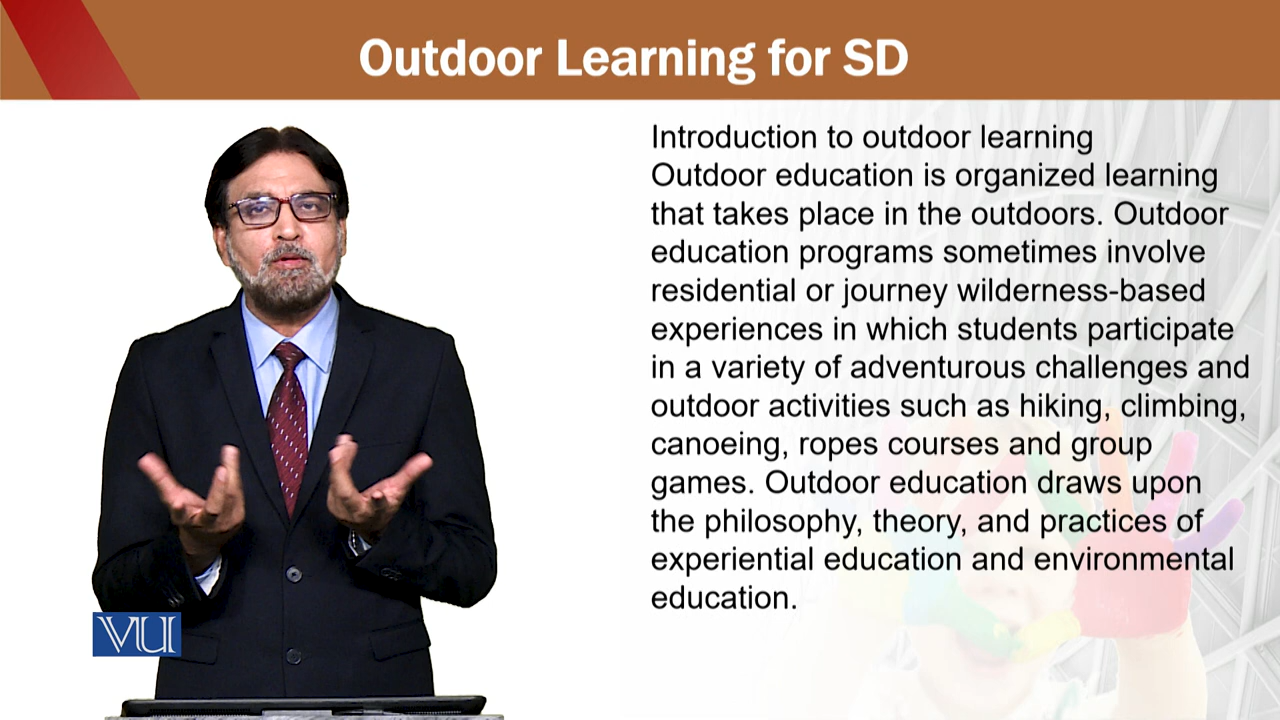 Outdoor Learning for SD
Introduction to outdoor learning
Outdoor education is organized learning
that takes place in the outdoors. Outdoor
education programs sometimes involve
residential or journey wilderness-based
experiences in which students participate
in a variety of adventurous challenges and
outdoor activities such as hiking, climbing,
canoeing, ropes courses and group
games. Outdoor education draws upon
the philosophy, theory, and practices of
experiential education and environmental
education.
VU